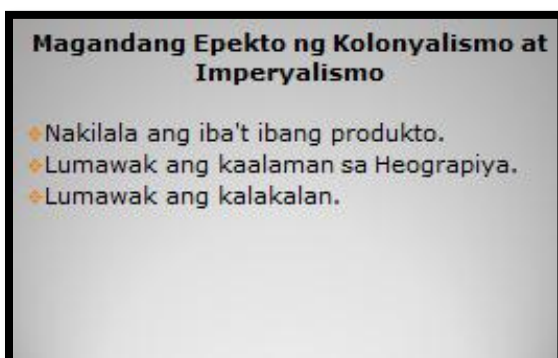 Magandang Epekto ng Kolonyalismo at
Imperyalismo
Nakilala ang iba't ibang produkto.
Lumawak ang kaalaman sa Heograpiya.
Lumawak ang kalakalan.